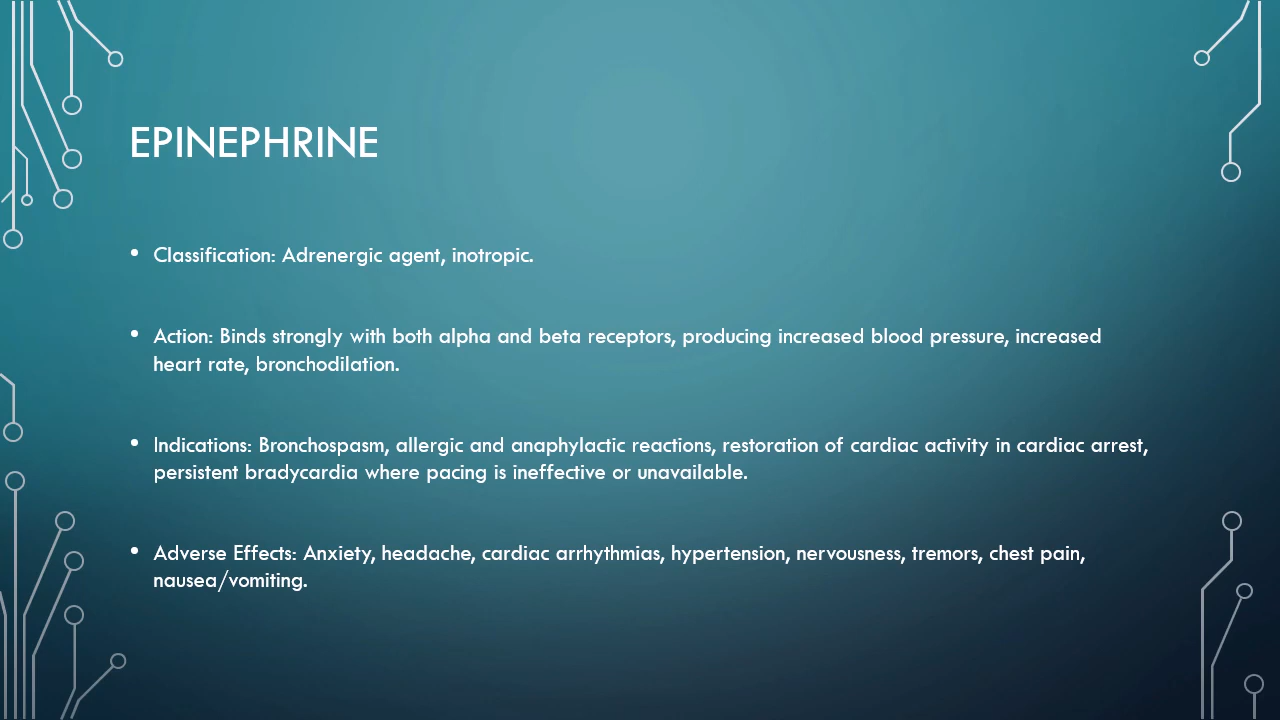 EPINEPHRINE
• Classification: Adrenergic agent, inotropic.
• Action: Binds strongly with both alpha and beta receptors, producing increased blood pressure, increased
heart rate, bronchodilation.
• Indications: Bronchospasm, allergic and anaphylactic reactions, restoration of cardiac activity in cardiac arrest,
persistent bradycardia where pacing is ineffective or unavailable.
• Adverse Effects: Anxiety, headache, cardiac arrhythmias, hypertension, nervousness, tremors, chest pain,
nausea/vomiting.